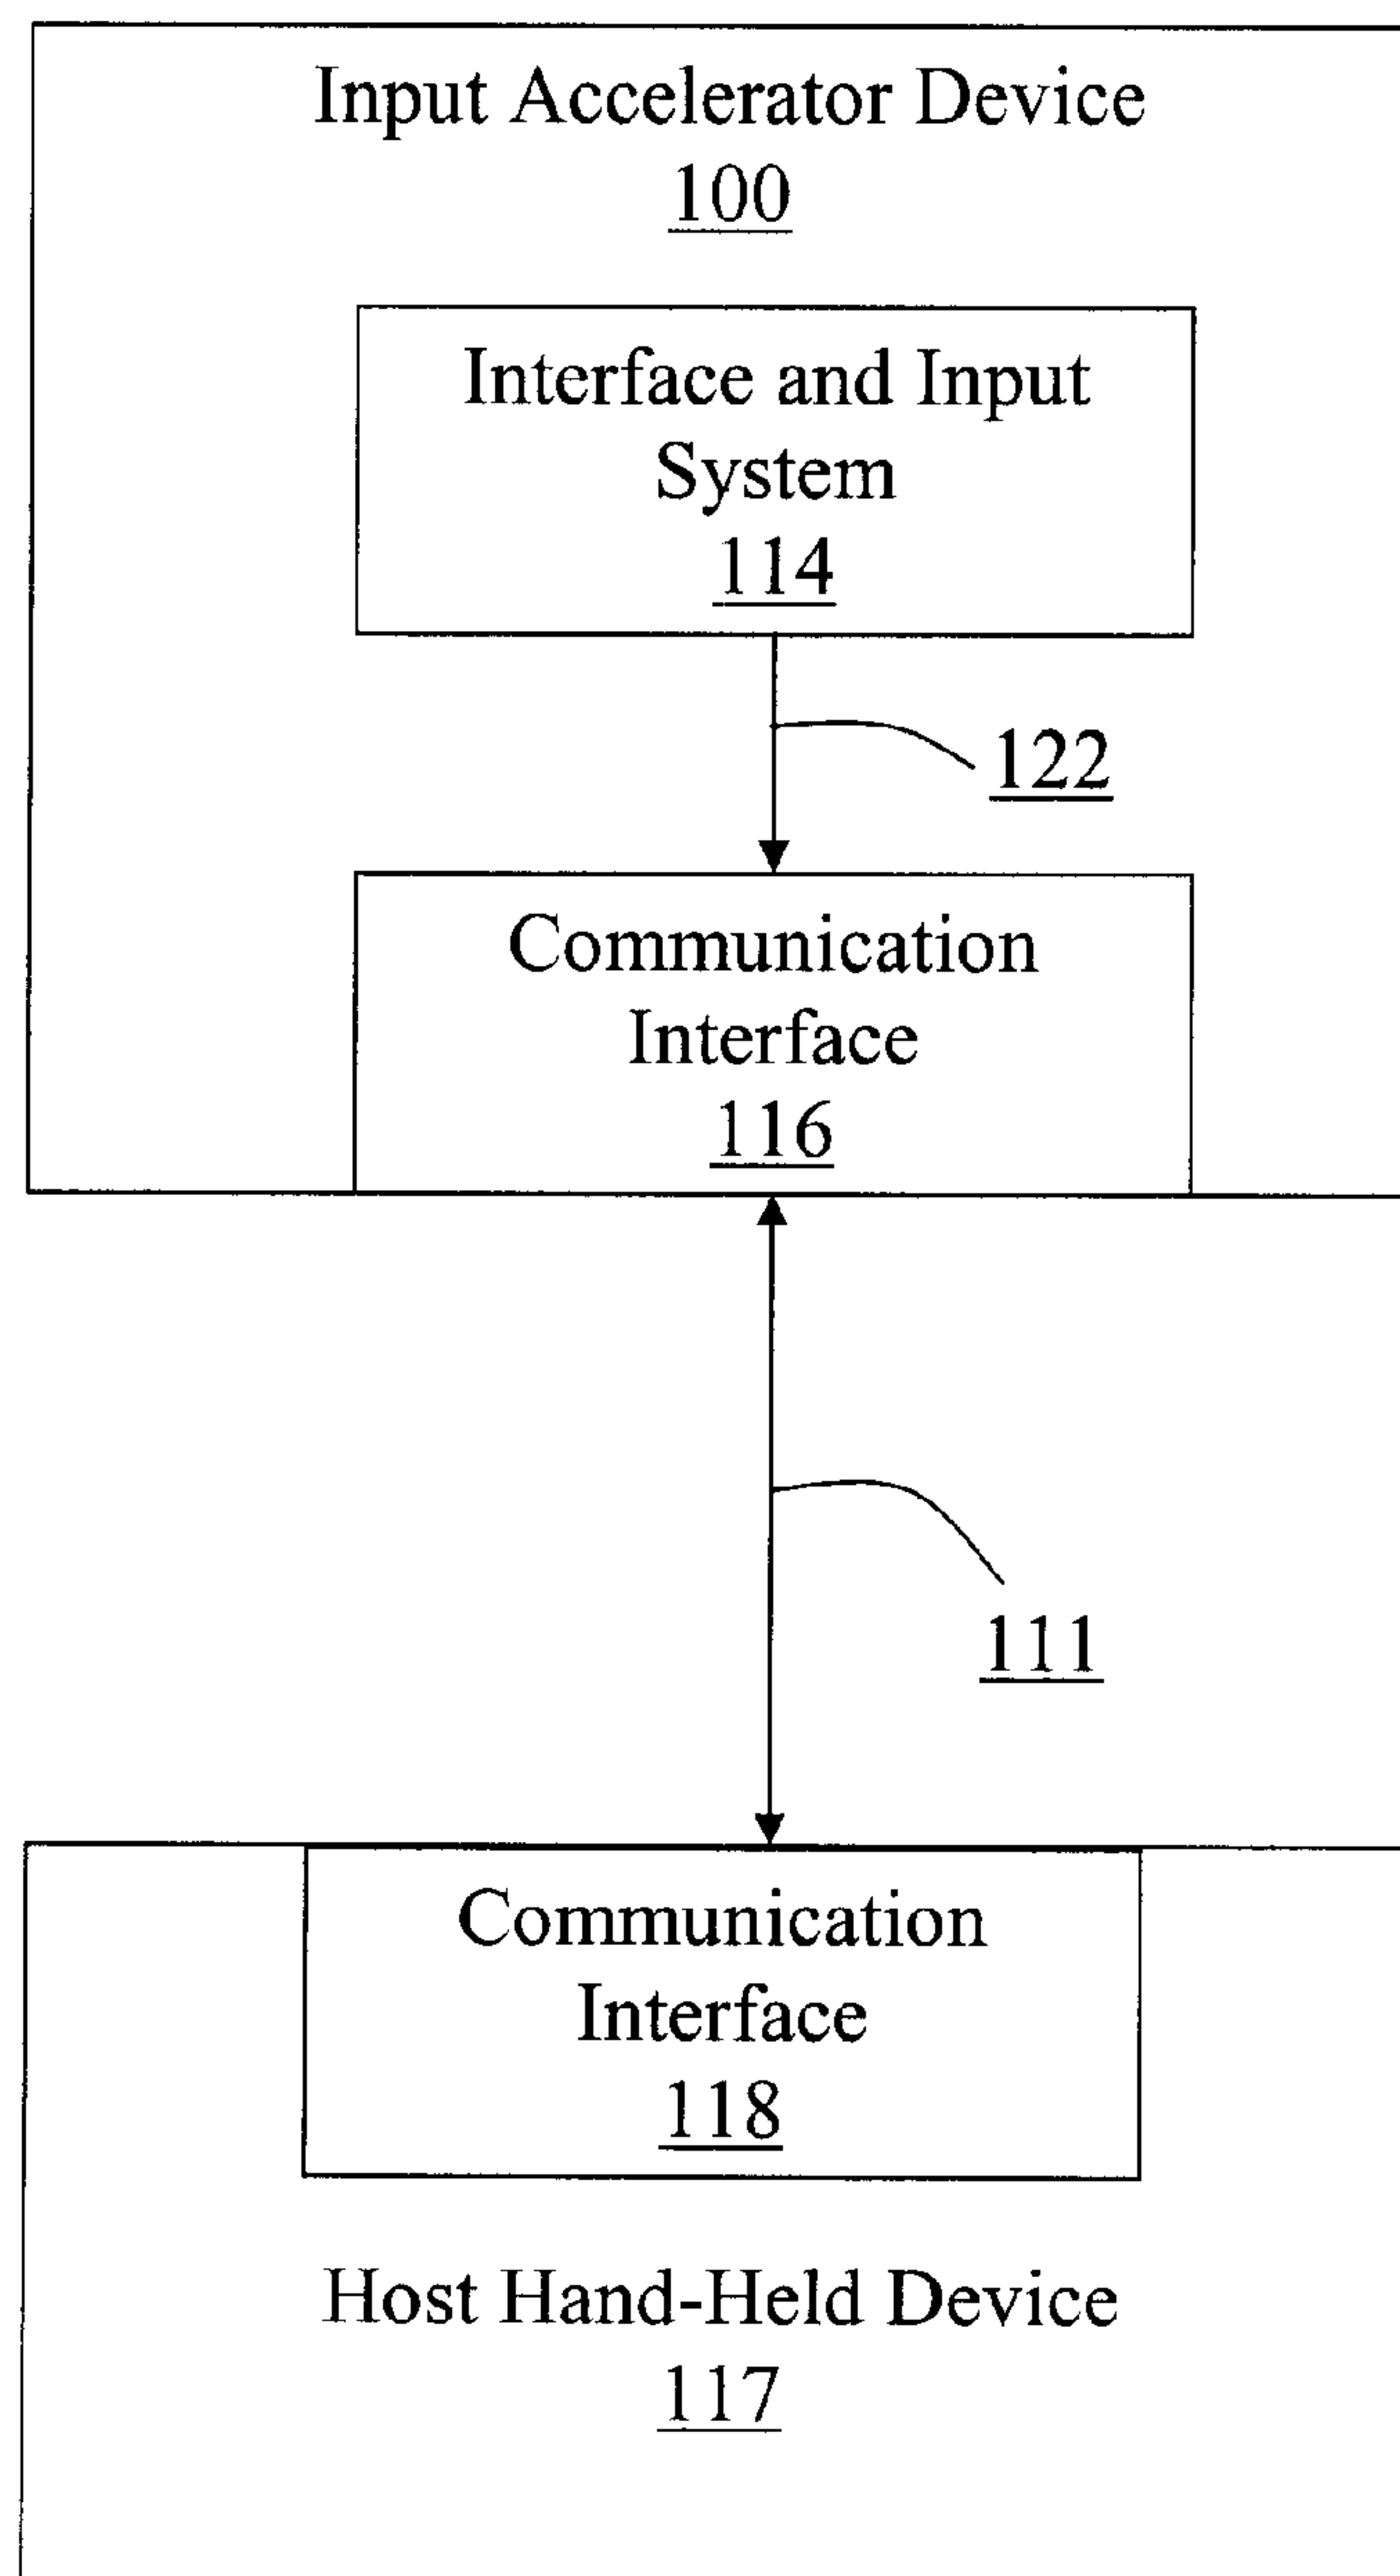 Input Accelerator Device
100
Interface and Input
System
114
122
Communication
Interface
116
111
Communication
Interface
118
Host Hand-Held Device
117